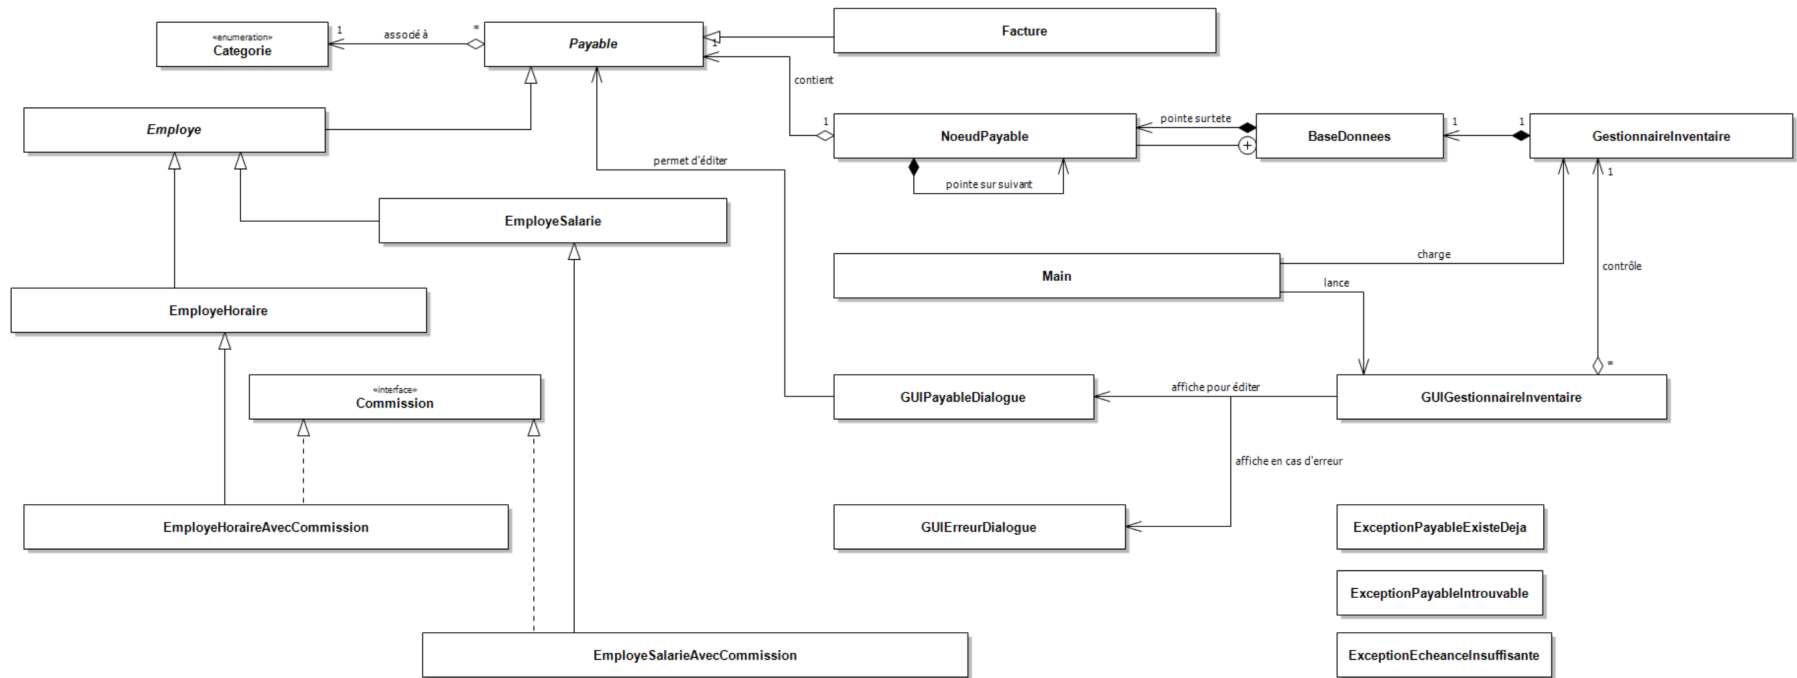 Facture
«enumeration»
Categorie
1
associé à
*
Payable
1
contient
Employe
1
NoeudPayable
pointe sur tete
BaseDonnees
1
1
GestionnaireInventaire
permet d'éditer
pointe sur suivant
1
EmployeSalarie
charge
contrôle
Main
lance
EmployeHoraire
*
«interface»
Commission
GUIPayableDialogue
affiche pour éditer
GUIGestionnaireInventaire
affiche en cas d'erreur
EmployeHoraireAvecCommission
GUIErreurDialogue
ExceptionPayableExisteDeja
ExceptionPayableIntrouvable
EmployeSalarieAvecCommission
ExceptionEcheanceInsuffisante